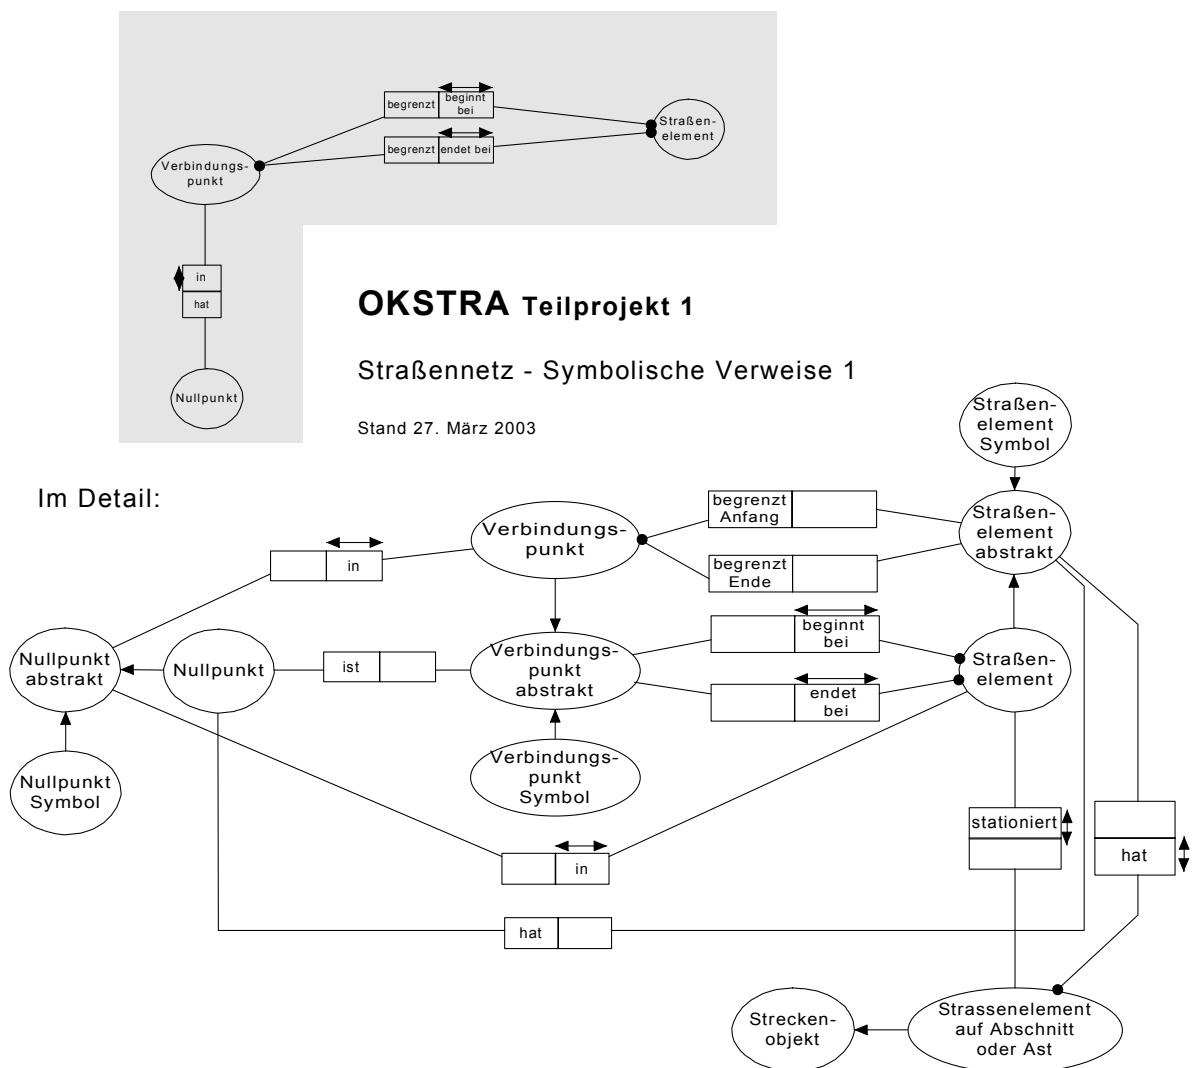 begrenzt
beginnt
bei
begrenzt
endet bei
Straßen-
element
Verbindungs-
punkt
in
hat
Nullpunkt
OKSTRA Teilprojekt 1
Straßennetz - Symbolische Verweise 1
Stand 27. März 2003
Im Detail:
Straßen-
element
Symbol
begrenzt
Anfang
Verbindungs-
punkt
Straßen-
element
abstrakt
in
begrenzt
Ende
beginnt
bei
Nullpunkt
abstrakt
Nullpunkt
ist
Verbindungs-
punkt
abstrakt
Straßen-
element
endet
bei
Nullpunkt
Symbol
Verbindungs-
punkt
Symbol
stationiert
hat
in
hat
Strecken-
objekt
Strassenelement
auf Abschnitt
oder Ast